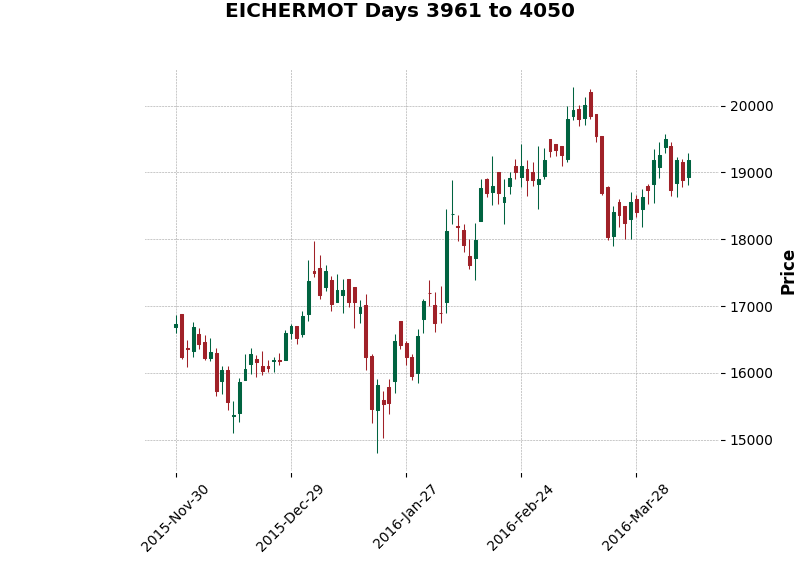 EICHERMOT Days 3961 to 4050
20000
19000
18000
17000
16000
15000
Price
2015-Nov-30
2015-Dec-29
2016-Jan-27
2016-Feb-24
2016-Mar-28